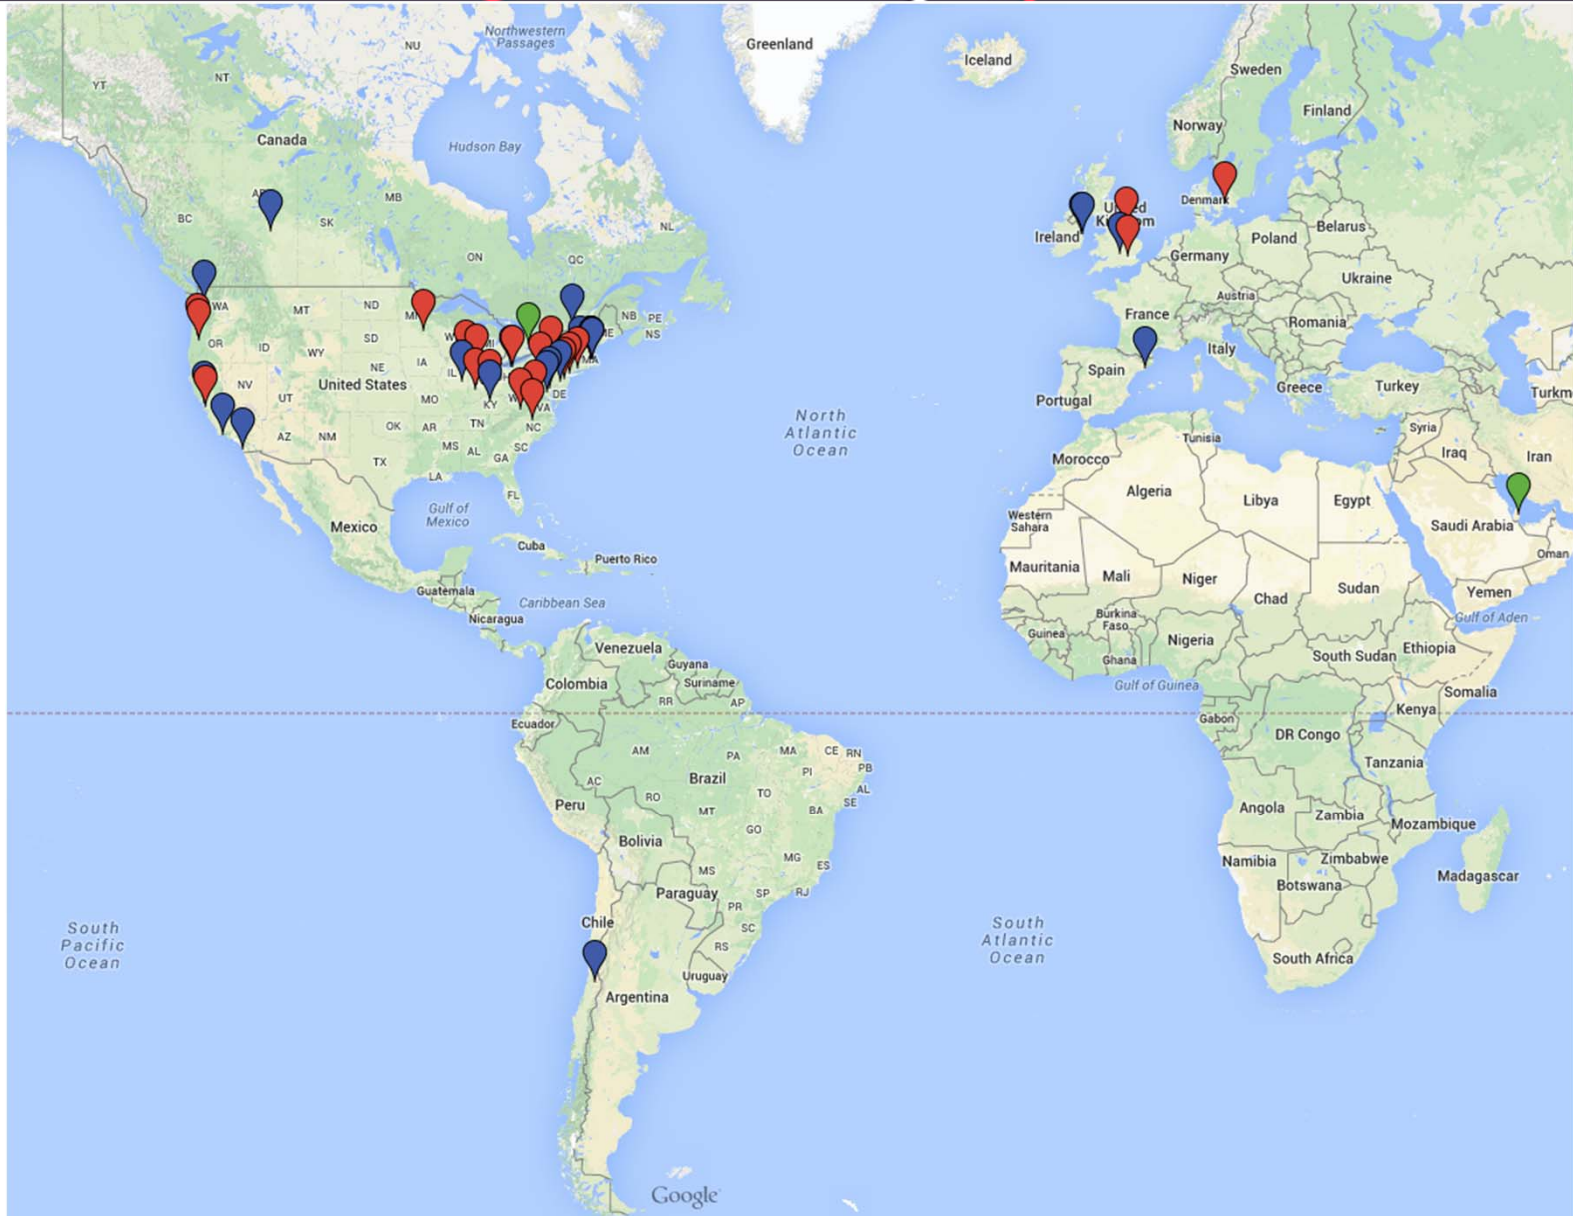 Northwestern
Passages
NU
Greenland
Iceland
Sweden
Finland
Norway
YT
NT
Canada
Hudson Bay
Denmark
BC
MB
SK
NL
ON
QC
United
Kingdom
Ireland
Belarus
Poland
Germany
Ukraine
Austria
France
Romania
Italy
Spain
Portugal
Greece
Turkey
Turkm
Syria
Iraq
Iran
Tunisia
Morocco
Algeria
Libya
Egypt
Saudi Arabia
Oman
Western
Sahara
Mauritania
Mali
Niger
Chad
Sudan
Yemen
Gulf of Aden
Burkina
Faso
Guinea
Ghana
Nigeria
South Sudan
Ethiopia
Somalia
Gulf of Guinea
Gabon
DR Congo
Kenya
Tanzania
Angola
Zambia
Mozambique
Namibia
Zimbabwe
Botswana
Madagascar
South Africa
WA
MT
ND
NB
PE
NS
OR
ID
SD
WY
NE
IA
IL
MI
MA
NV
UT
United States
MO
KY
DE
VA
AZ
NM
OK
AR
TN
NC
MS
AL
GA
SC
TX
LA
FL
Gulf of
Mexico
Mexico
Cuba
Puerto Rico
Guatemala
Caribbean Sea
Nicaragua
North
Atlantic
Ocean
Venezuela
Guyana
Suriname
Colombia
RR
AP
Ecuador
AM
PA
MA
CE
RN
PB
PI
AL
SE
AC
RO
Brazil
TO
Peru
MT
BA
GO
Bolivia
MG
ES
MS
Paraguay
SP
RJ
PR
SC
RS
Chile
Uruguay
Argentina
South
Pacific
Ocean
South
Atlantic
Ocean
Google